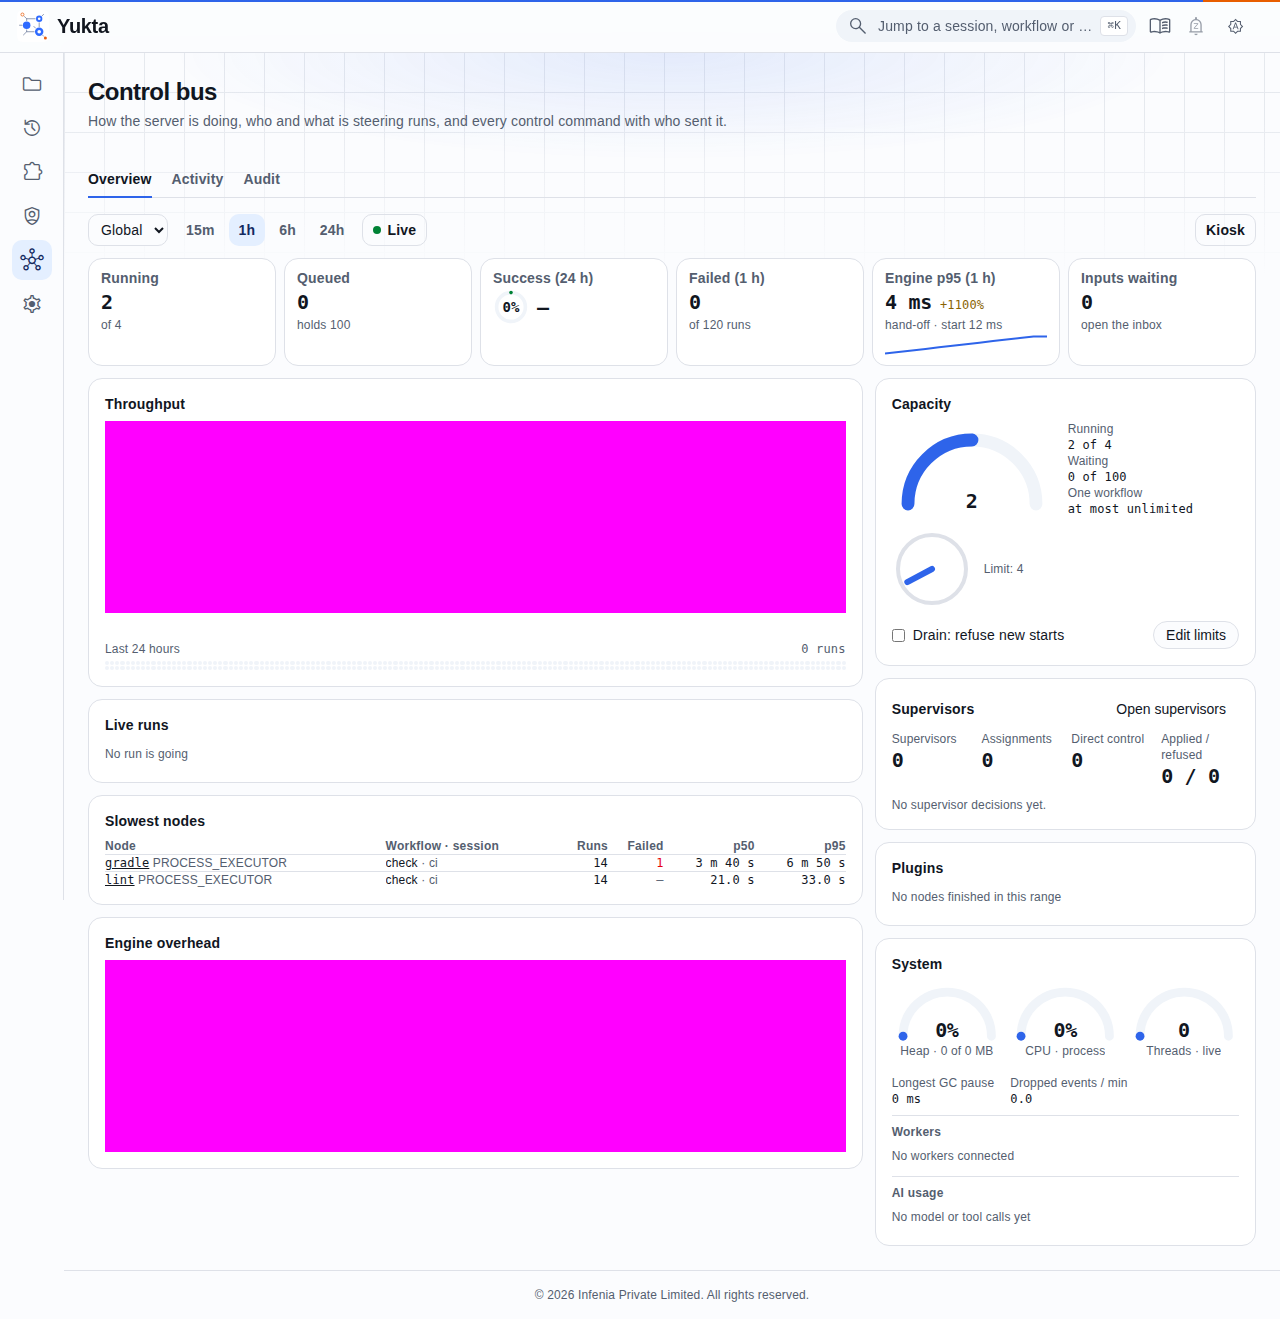 Yukta
Jump to a session, workflow or … ⌘K
Control bus
How the server is doing, who and what is steering runs, and every control command with who sent it.
Overview Activity Audit
Global 15m 1h 6h 24h Live Kiosk
Running
2
of 4
Queued
0
holds 100
Success (24 h)
0% –
Failed (1 h)
0
of 120 runs
Engine p95 (1 h)
4 ms +1100%
hand-off · start 12 ms
Inputs waiting
0
open the inbox
Throughput
Last 24 hours 0 runs
Live runs
No run is going
Slowest nodes
Node Workflow · session Runs Failed p50 p95
gradle PROCESS_EXECUTOR check · ci 14 1 3 m 40 s 6 m 50 s
lint PROCESS_EXECUTOR check · ci 14 – 21.0 s 33.0 s
Engine overhead
Capacity
2
Running
2 of 4
Waiting
0 of 100
One workflow
at most unlimited
Limit: 4
Drain: refuse new starts Edit limits
Supervisors Open supervisors
Supervisors
0
Assignments
0
Direct control
0
Applied / refused
0 / 0
No supervisor decisions yet.
Plugins
No nodes finished in this range
System
0% 0% 0
Heap · 0 of 0 MB CPU · process Threads · live
Longest GC pause Dropped events / min
0 ms 0.0
Workers
No workers connected
AI usage
No model or tool calls yet
© 2026 Infenia Private Limited. All rights reserved.